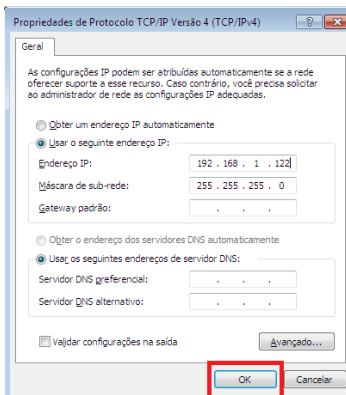 Propriedades de Protocolo TCP/IP Versão 4 (TCP/IPv4)
Geral
As configurações IP podem ser atribuídas automaticamente se a rede
oferecer suporte a esse recurso. Caso contrário, você precisa solicitar
ao administrador de rede as configurações IP adequadas.
Obter um endereço IP automaticamente
Usar o seguinte endereço IP:
Endereço IP: 192 . 168 . 1 . 122
Máscara de sub-rede: 255 . 255 . 255 . 0
Gateway padrão: . . .
Obter o endereço dos servidores DNS automaticamente
Usar os seguintes endereços de servidor DNS:
Servidor DNS preferencial: . . .
Servidor DNS alternativo: . . .
Validar configurações na saída
Avançado...
OK
Cancelar